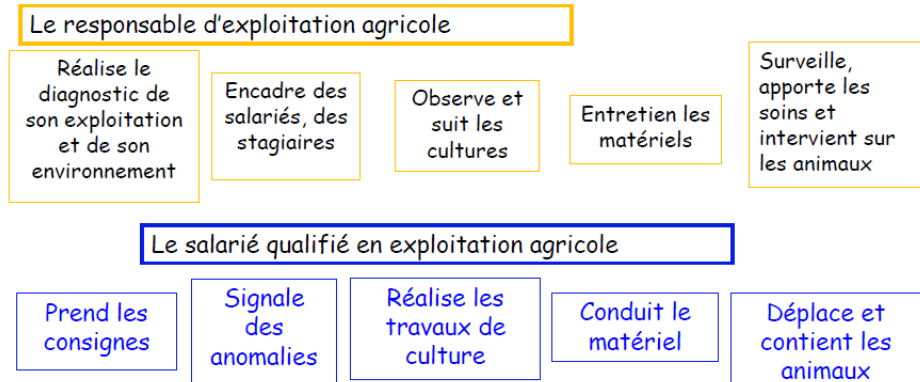 Le responsable d'exploitation agricole
Réalise le
diagnostic de
son exploitation
et de son
environnement
Encadre des
salariés, des
stagiaires
Observe et
suit les
cultures
Entretien les
matériels
Surveille,
apporte les
soins et
intervient sur
les animaux
Le salarié qualifié en exploitation agricole
Prend les
consignes
Signale
des
anomalies
Réalise les
travaux de
culture
Conduit le
matériel
Déplace et
contient les
animaux